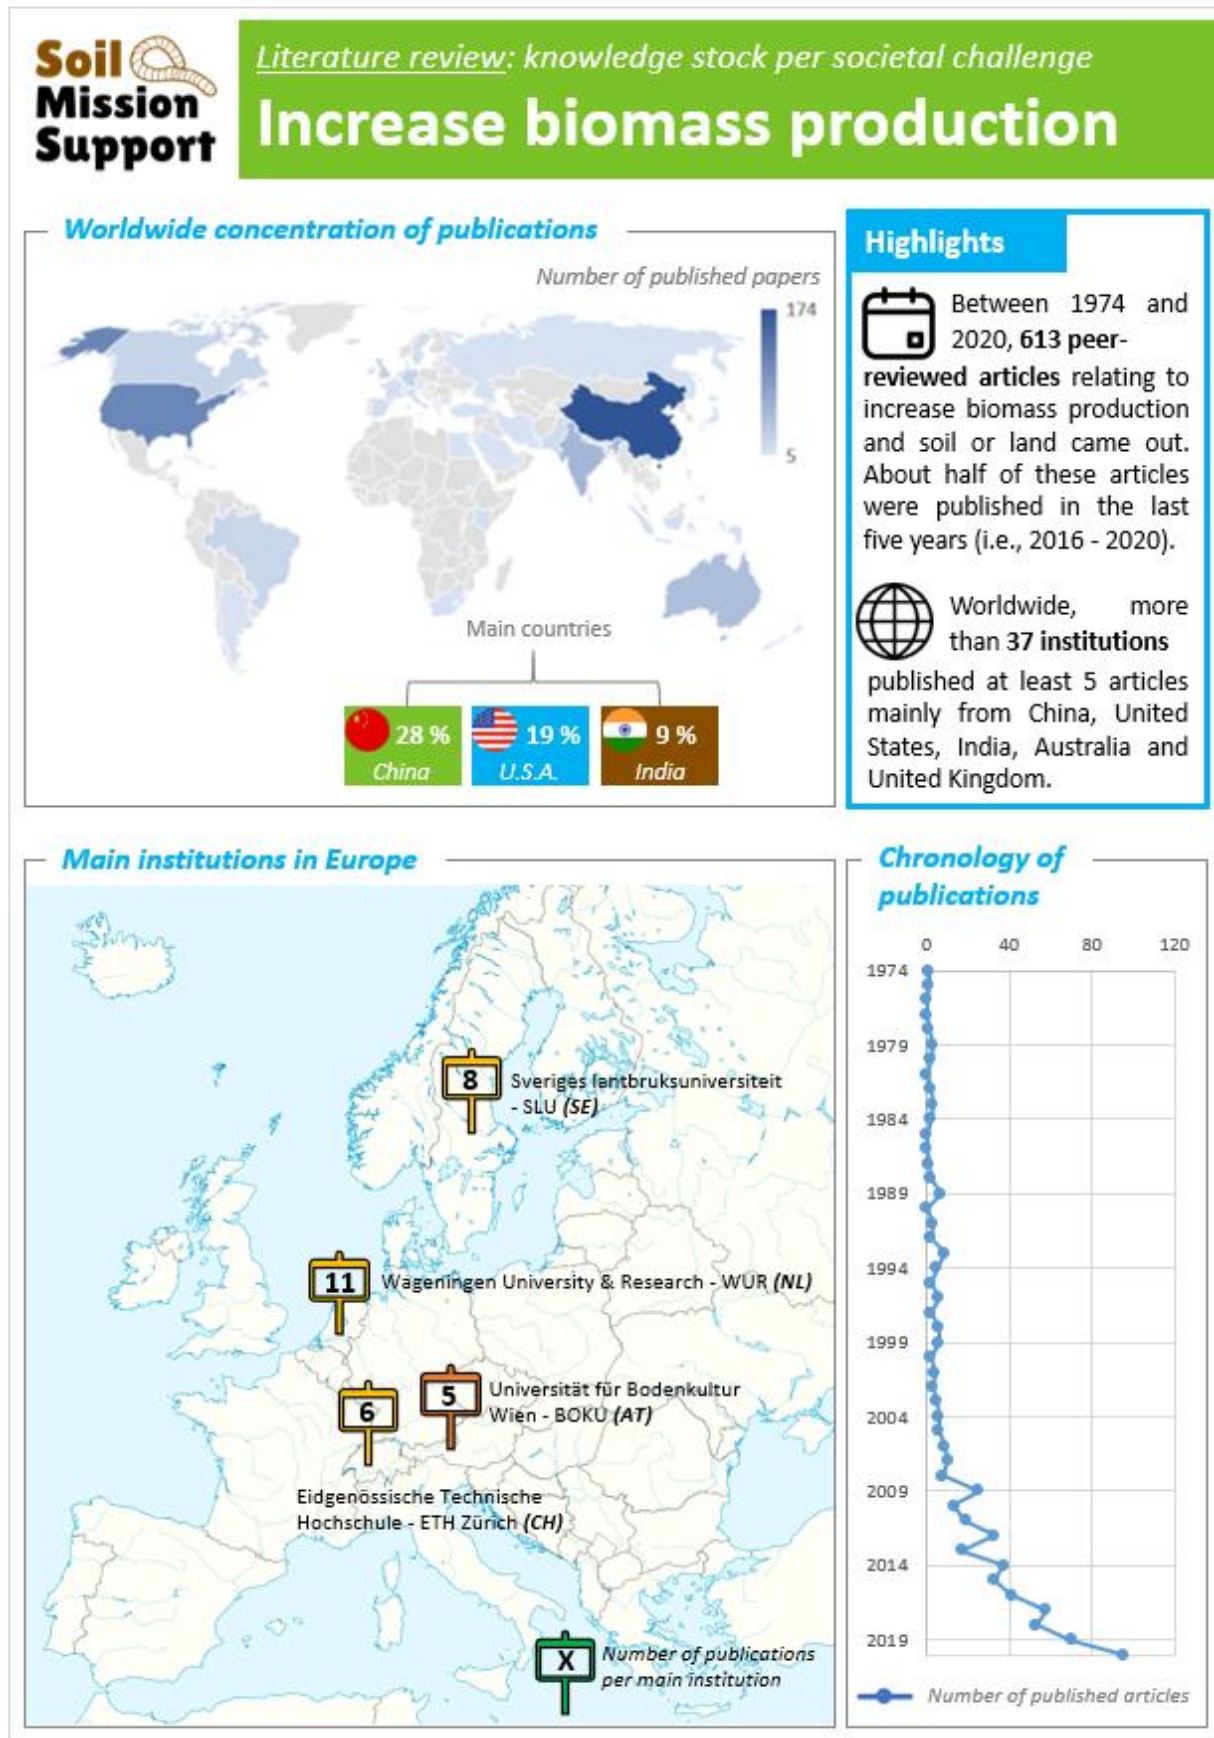 Soil
Mission
Support
Literature review: knowledge stock per societal challenge
Increase biomass production
Worldwide concentration of publications
Number of published papers
174
5
Main countries
28 %
China
19 %
U.S.A.
9 %
India
Highlights
Between 1974 and
2020, 613 peer-
reviewed articles relating to
increase biomass production
and soil or land came out.
About half of these articles
were published in the last
five years (i.e., 2016 - 2020).
Worldwide, more
than 37 institutions
published at least 5 articles
mainly from China, United
States, India, Australia and
United Kingdom.
Main institutions in Europe
8
Sveriges lantbruksuniversiteit
- SLU (SE)
11
Wageningen University & Research - WUR (NL)
5
Universität für Bodenkultur
Wien - BOKU (AT)
6
Eidgenössische Technische
Hochschule - ETH Zürich (CH)
X
Number of publications
per main institution
Chronology of
publications
0 40 80 120
1974
1979
1984
1989
1994
1999
2004
2009
2014
2019
Number of published articles